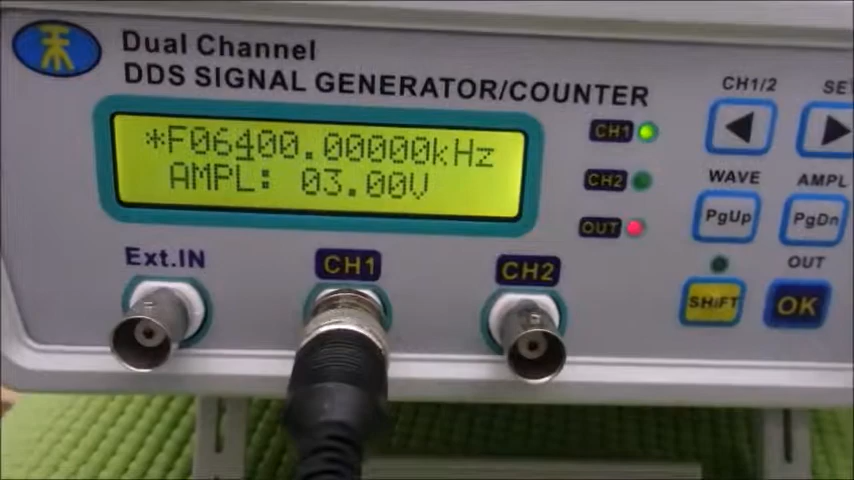 Dual Channel
DDS SIGNAL GENERATOR/COUNTER
*F06400.00000kHz
AMPL: 03.00V
CH1
CH2
OUT
CH1/2
WAVE
PgUp
AMPL
PgDn
OUT
SHiFT
OK
Ext.IN
CH1
CH2